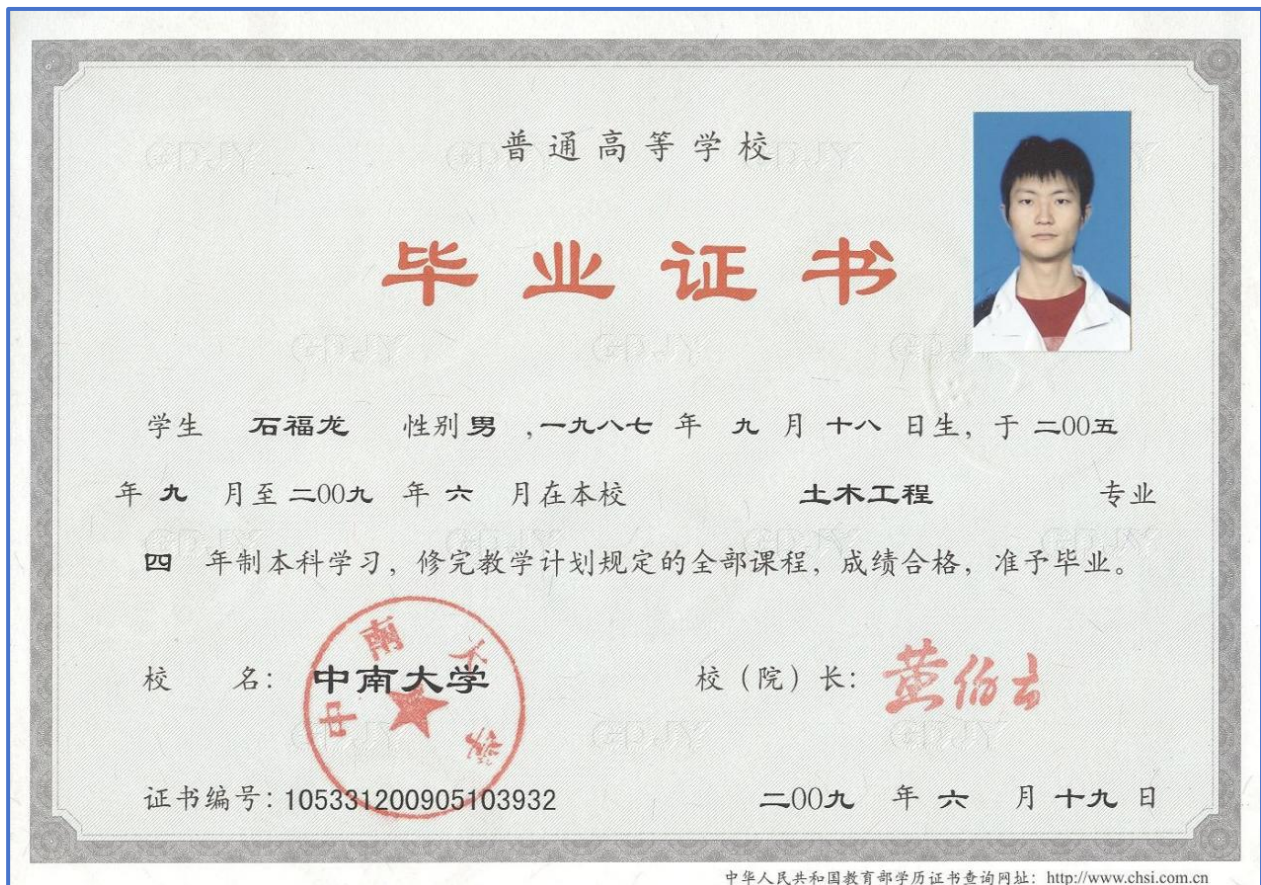 普通高等学校
毕业证书
学生 石福龙 性别 男 ,一九八七 年 九 月 十八 日生, 于 二00五
年 九 月至 二00九 年 六 月在本校 土木工程 专业
四 年制本科学习, 修完教学计划规定的全部课程, 成绩合格, 准予毕业。
校 名: 中南大学 校（院）长: 黄伯云
中南大学
证书编号: 105331200905103932 二00九 年 六 月 十九 日
中华人民共和国教育部学历证书查询网址: http://www.chsi.com.cn